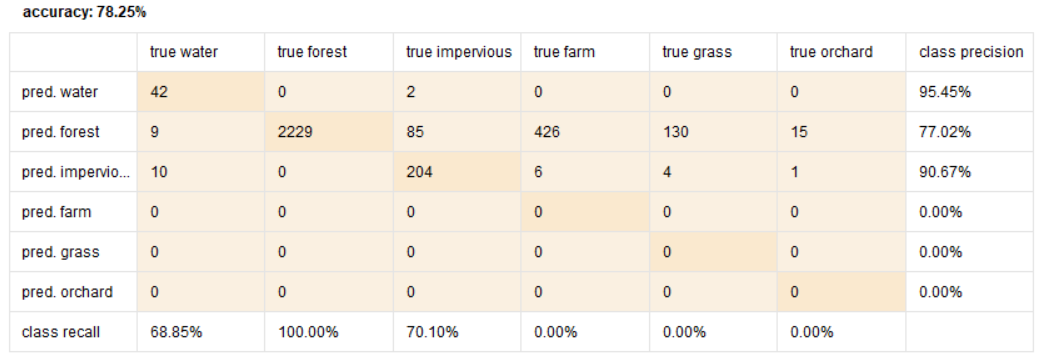 accuracy: 78.25%
true water true forest true impervious true farm true grass true orchard class precision
pred. water 42 0 2 0 0 0 95.45%
pred. forest 9 2229 85 426 130 15 77.02%
pred. impervio... 10 0 204 6 4 1 90.67%
pred. farm 0 0 0 0 0 0 0.00%
pred. grass 0 0 0 0 0 0 0.00%
pred. orchard 0 0 0 0 0 0 0.00%
class recall 68.85% 100.00% 70.10% 0.00% 0.00% 0.00%